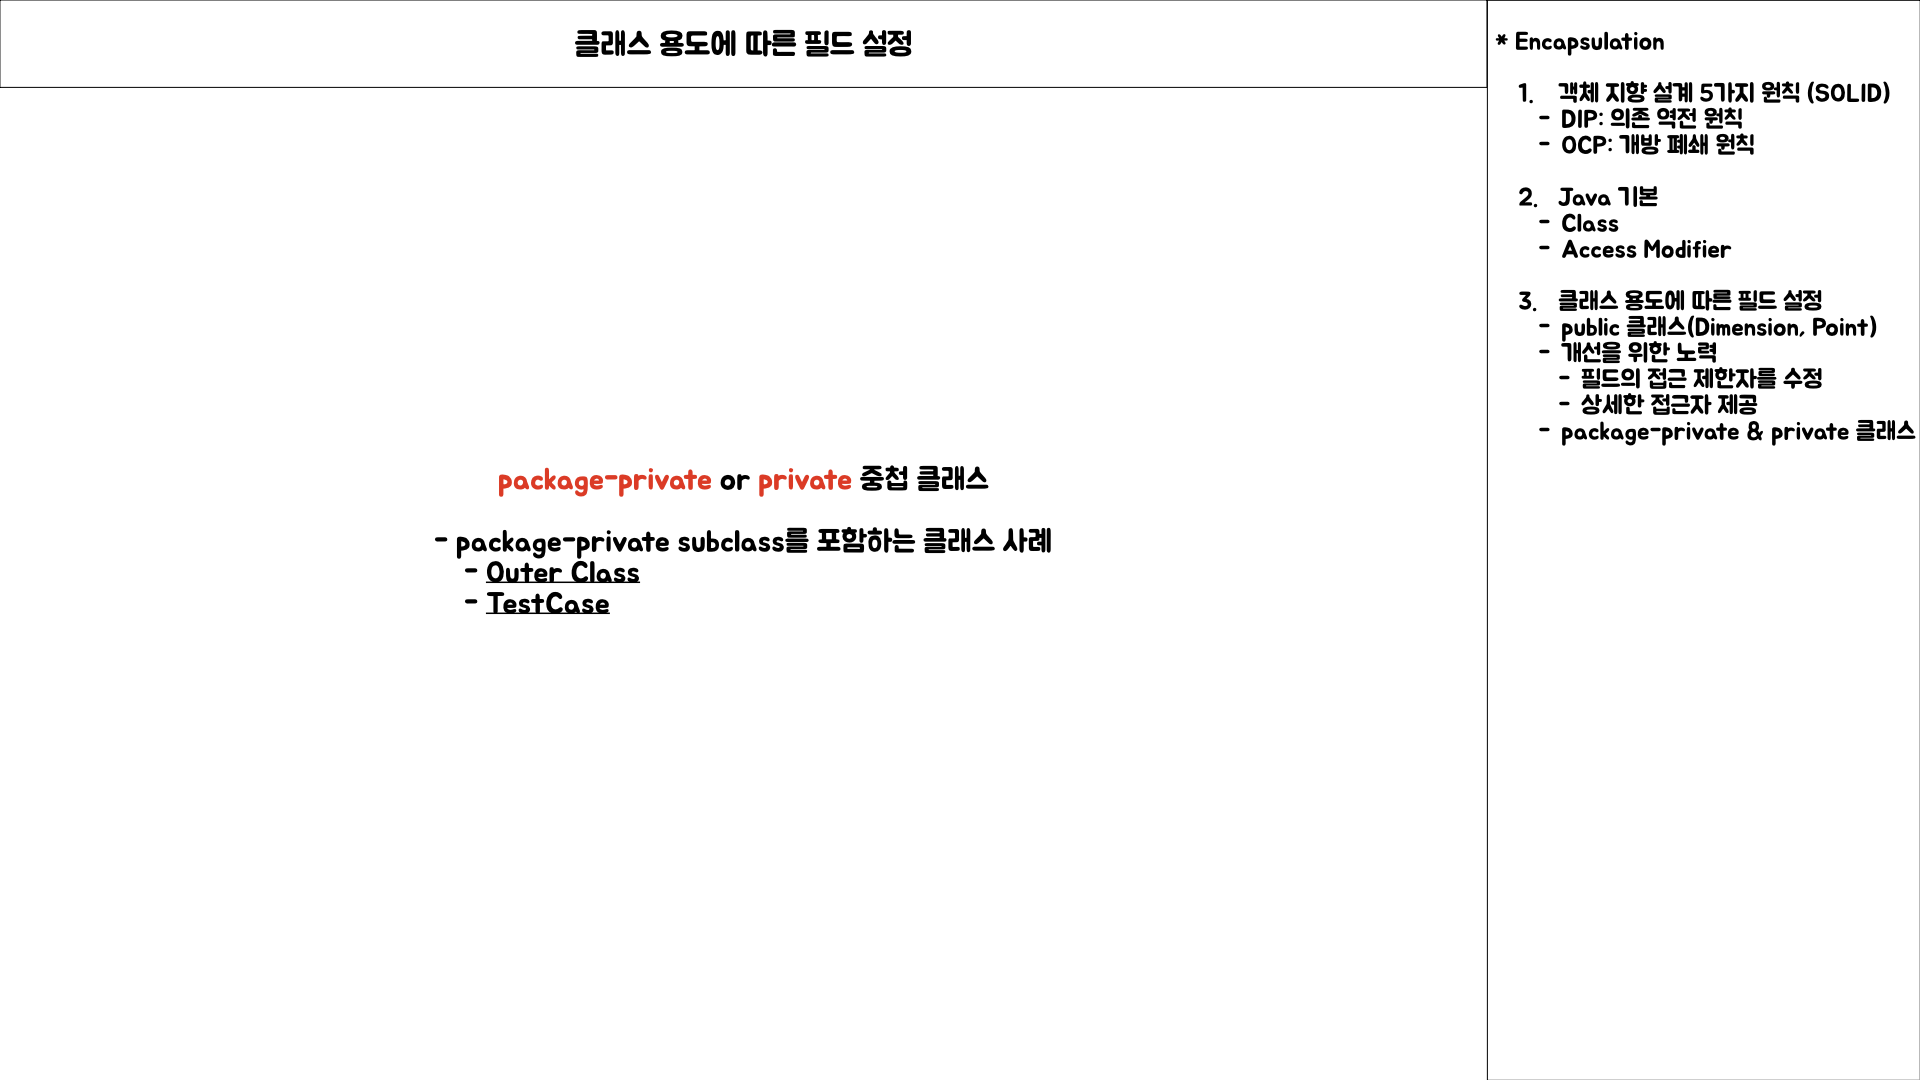 클래스 용도에 따른 필드 설정
package-private or private 중첩 클래스
- package-private subclass를 포함하는 클래스 사례
- Outer Class
- TestCase
* Encapsulation
1. 객체 지향 설계 5가지 원칙 (SOLID)
- DIP: 의존 역전 원칙
- OCP: 개방 폐쇄 원칙
2. Java 기본
- Class
- Access Modifier
3. 클래스 용도에 따른 필드 설정
- public 클래스(Dimension, Point)
- 개선을 위한 노력
- 필드의 접근 제한자를 수정
- 상세한 접근자 제공
- package-private & private 클래스